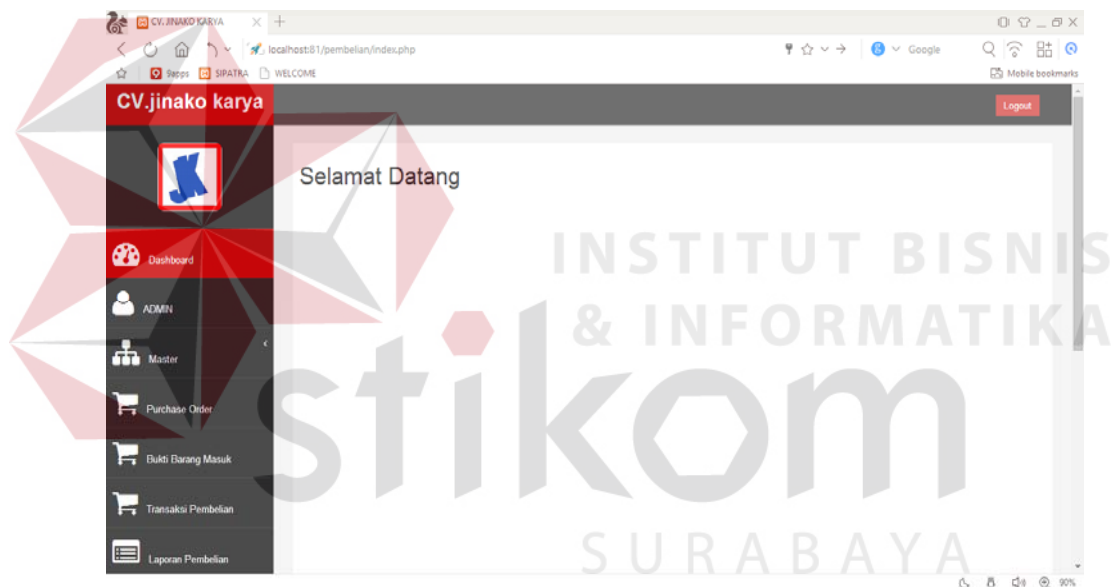 CV. JINAKO KARYA
localhost:81/pembelian/index.php
Google
9apps
SIPATRA
WELCOME
Mobile bookmarks
CV.jinako karya
Logout
JK
Selamat Datang
Dashboard
ADMIN
Master
Purchase Order
Bukti Barang Masuk
Transaksi Pembelian
Laporan Pembelian
INSTITUT BISNIS
& INFORMATIKA
stikom
SURABAYA
90%